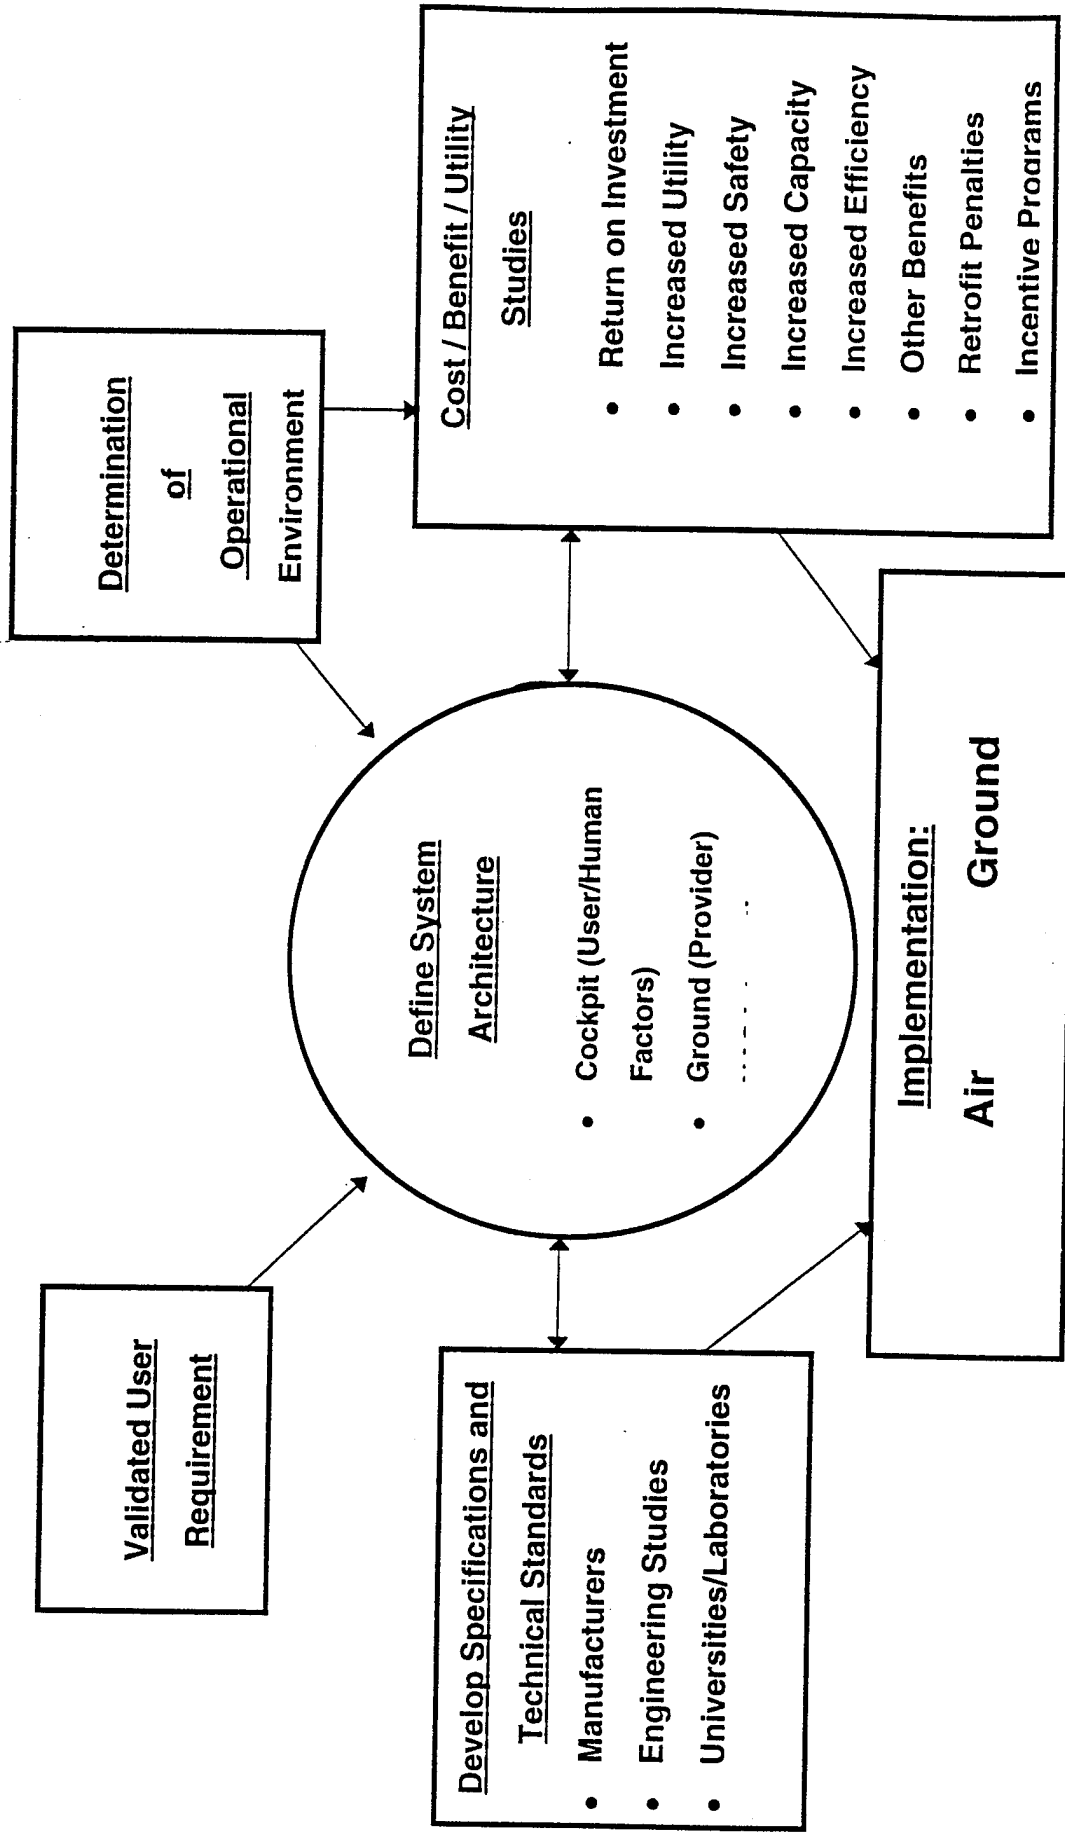 Validated User
Requirement
Determination
of
Operational
Environment
Develop Specifications and
Technical Standards
• Manufacturers
• Engineering Studies
• Universities/Laboratories
Define System
Architecture
• Cockpit (User/Human
Factors)
• Ground (Provider)
Cost / Benefit / Utility
Studies
• Return on Investment
• Increased Utility
• Increased Safety
• Increased Capacity
• Increased Efficiency
• Other Benefits
• Retrofit Penalties
• Incentive Programs
Implementation:
Air Ground